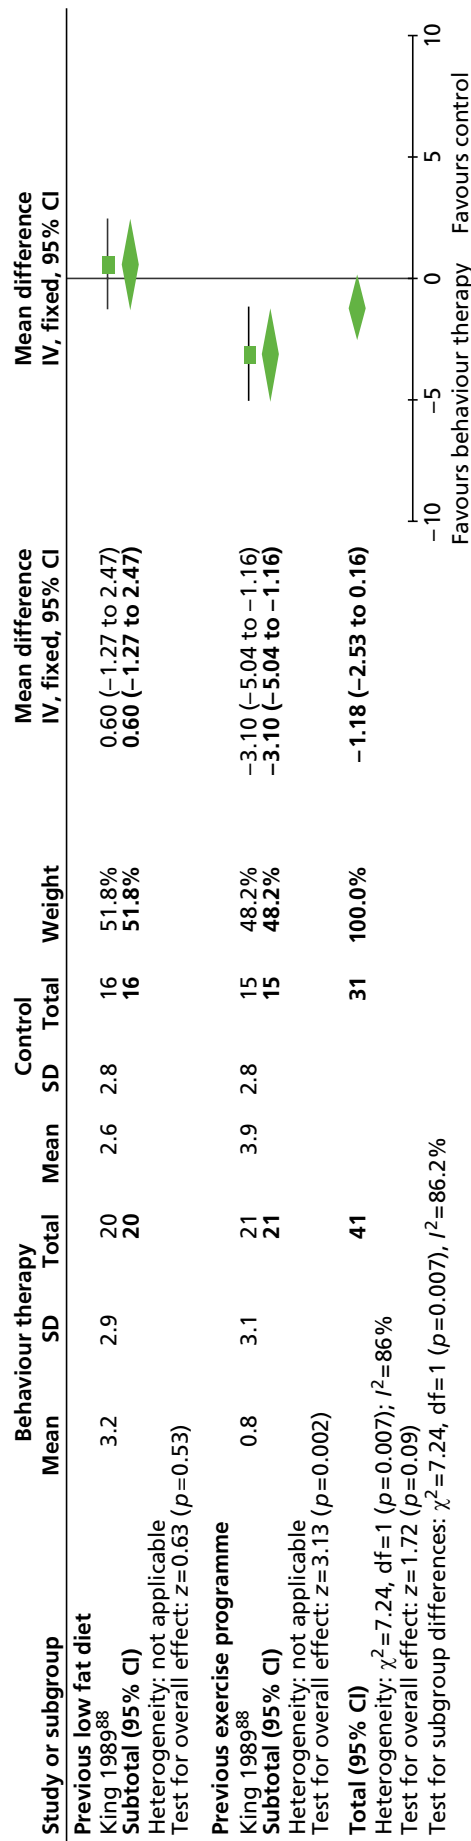 Behaviour therapy Control Mean difference Mean difference
Study or subgroup Mean SD Total Mean SD Total Weight IV, fixed, 95% CI IV, fixed, 95% CI
Previous low fat diet
King 1989⁸⁸ 3.2 2.9 20 2.6 2.8 16 51.8% 0.60 (−1.27 to 2.47)
Subtotal (95% CI) 20 16 51.8% 0.60 (−1.27 to 2.47)
Heterogeneity: not applicable
Test for overall effect: z=0.63 (p=0.53)
Previous exercise programme
King 1989⁸⁸ 0.8 3.1 21 3.9 2.8 15 48.2% −3.10 (−5.04 to −1.16)
Subtotal (95% CI) 21 15 48.2% −3.10 (−5.04 to −1.16)
Heterogeneity: not applicable
Test for overall effect: z=3.13 (p=0.002)
Total (95% CI) 41 31 100.0% −1.18 (−2.53 to 0.16)
Heterogeneity: χ²=7.24, df=1 (p=0.007); I²=86%
Test for overall effect: z=1.72 (p=0.09)
Test for subgroup differences: χ²=7.24, df=1 (p=0.007), I²=86.2%
−10 −5 0 5 10
Favours behaviour therapy Favours control